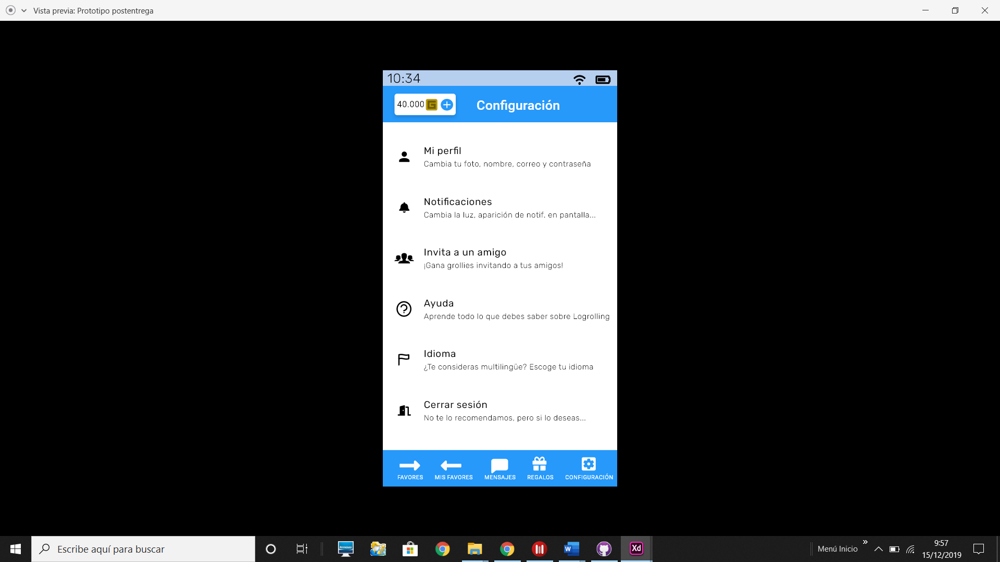 Vista previa: Prototipo postentrega
10:34
40.000 G
Configuración
Mi perfil
Cambia tu foto, nombre, correo y contraseña
Notificaciones
Cambia la luz, aparición de notif. en pantalla...
Invita a un amigo
¡Gana grollies invitando a tus amigos!
Ayuda
Aprende todo lo que debes saber sobre Logrolling
Idioma
¿Te consideras multilingüe? Escoge tu idioma
Cerrar sesión
No te lo recomendamos, pero si lo deseas...
FAVORES MIS FAVORES MENSAJES REGALOS CONFIGURACIÓN
Escribe aquí para buscar
W
Xd
Menú Inicio
9:57
15/12/2019